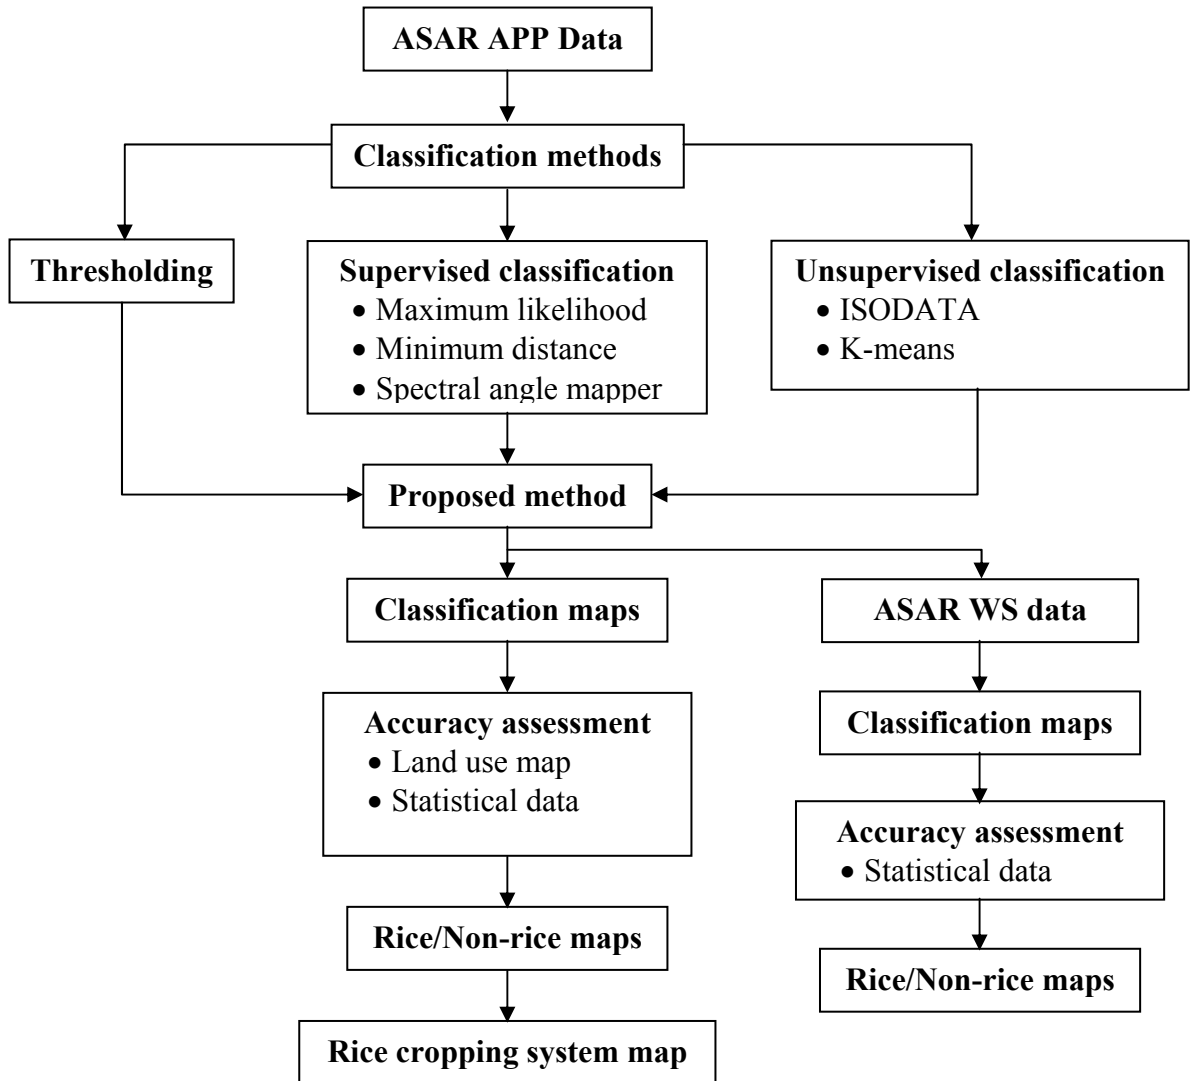 ASAR APP Data
Classification methods
Thresholding
Supervised classification
• Maximum likelihood
• Minimum distance
• Spectral angle mapper
Unsupervised classification
• ISODATA
• K-means
Proposed method
Classification maps
Accuracy assessment
• Land use map
• Statistical data
Rice/Non-rice maps
Rice cropping system map
ASAR WS data
Classification maps
Accuracy assessment
• Statistical data
Rice/Non-rice maps